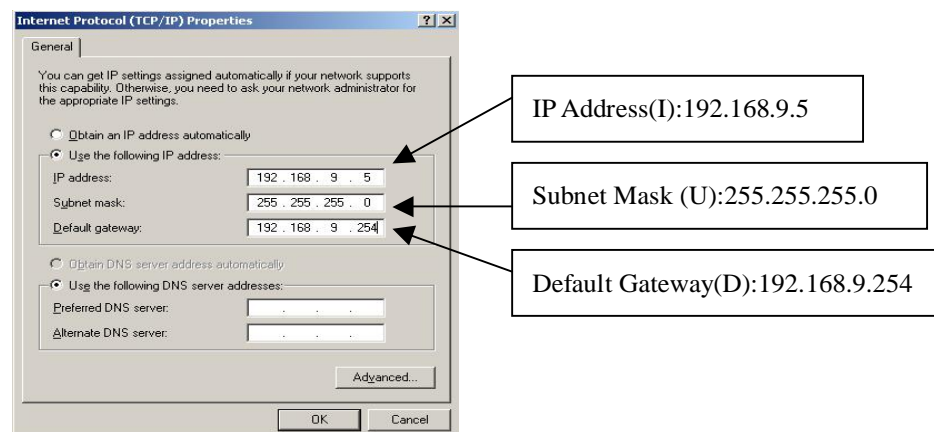 Internet Protocol (TCP/IP) Properties
General
You can get IP settings assigned automatically if your network supports
this capability. Otherwise, you need to ask your network administrator for
the appropriate IP settings.
Obtain an IP address automatically
Use the following IP address:
IP address: 192 . 168 . 9 . 5
Subnet mask: 255 . 255 . 255 . 0
Default gateway: 192 . 168 . 9 . 254
Obtain DNS server address automatically
Use the following DNS server addresses:
Preferred DNS server: . . .
Alternate DNS server: . . .
Advanced...
OK Cancel
IP Address(I):192.168.9.5
Subnet Mask (U):255.255.255.0
Default Gateway(D):192.168.9.254